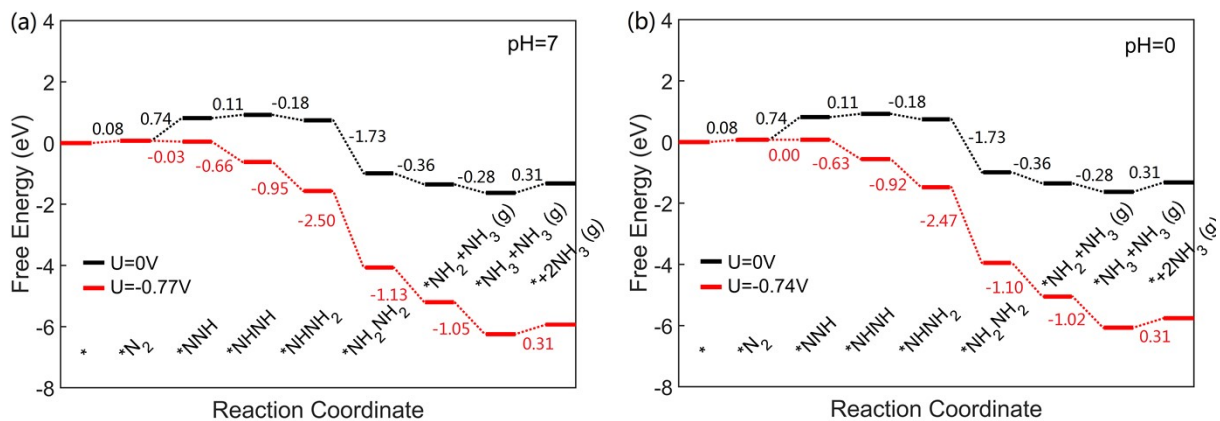 (a)
pH=7
Free Energy (eV)
4
2
0
-2
-4
-6
-8
0.08
0.74
0.11
-0.18
-1.73
-0.36
-0.28
0.31
-0.03
-0.66
-0.95
-2.50
-1.13
-1.05
0.31
U=0V
U=-0.77V
*
*N2
*NNH
*NHNH
*NHNH2
*NH2NH2
*NH2+NH3 (g)
*NH3+NH3 (g)
*+2NH3 (g)
Reaction Coordinate
(b)
pH=0
Free Energy (eV)
4
2
0
-2
-4
-6
-8
0.08
0.74
0.11
-0.18
-1.73
-0.36
-0.28
0.31
0.00
-0.63
-0.92
-2.47
-1.10
-1.02
0.31
U=0V
U=-0.74V
*
*N2
*NNH
*NHNH
*NHNH2
*NH2NH2
*NH2+NH3 (g)
*NH3+NH3 (g)
*+2NH3 (g)
Reaction Coordinate